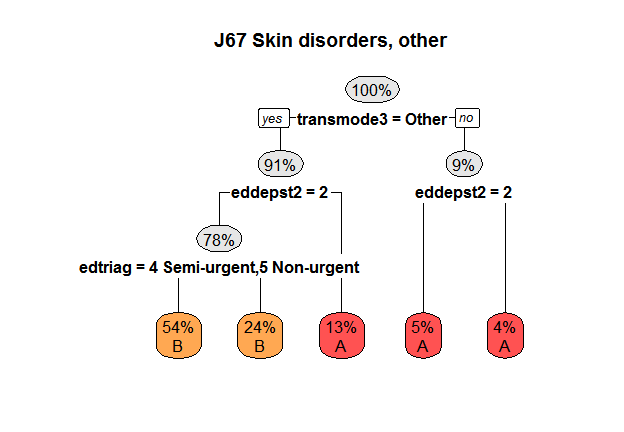 J67 Skin disorders, other
100%
yes transmode3 = Other no
91% 9%
eddepst2 = 2 eddepst2 = 2
78%
edtriag = 4 Semi-urgent,5 Non-urgent
54% 24% 13% 5% 4%
B B A A A